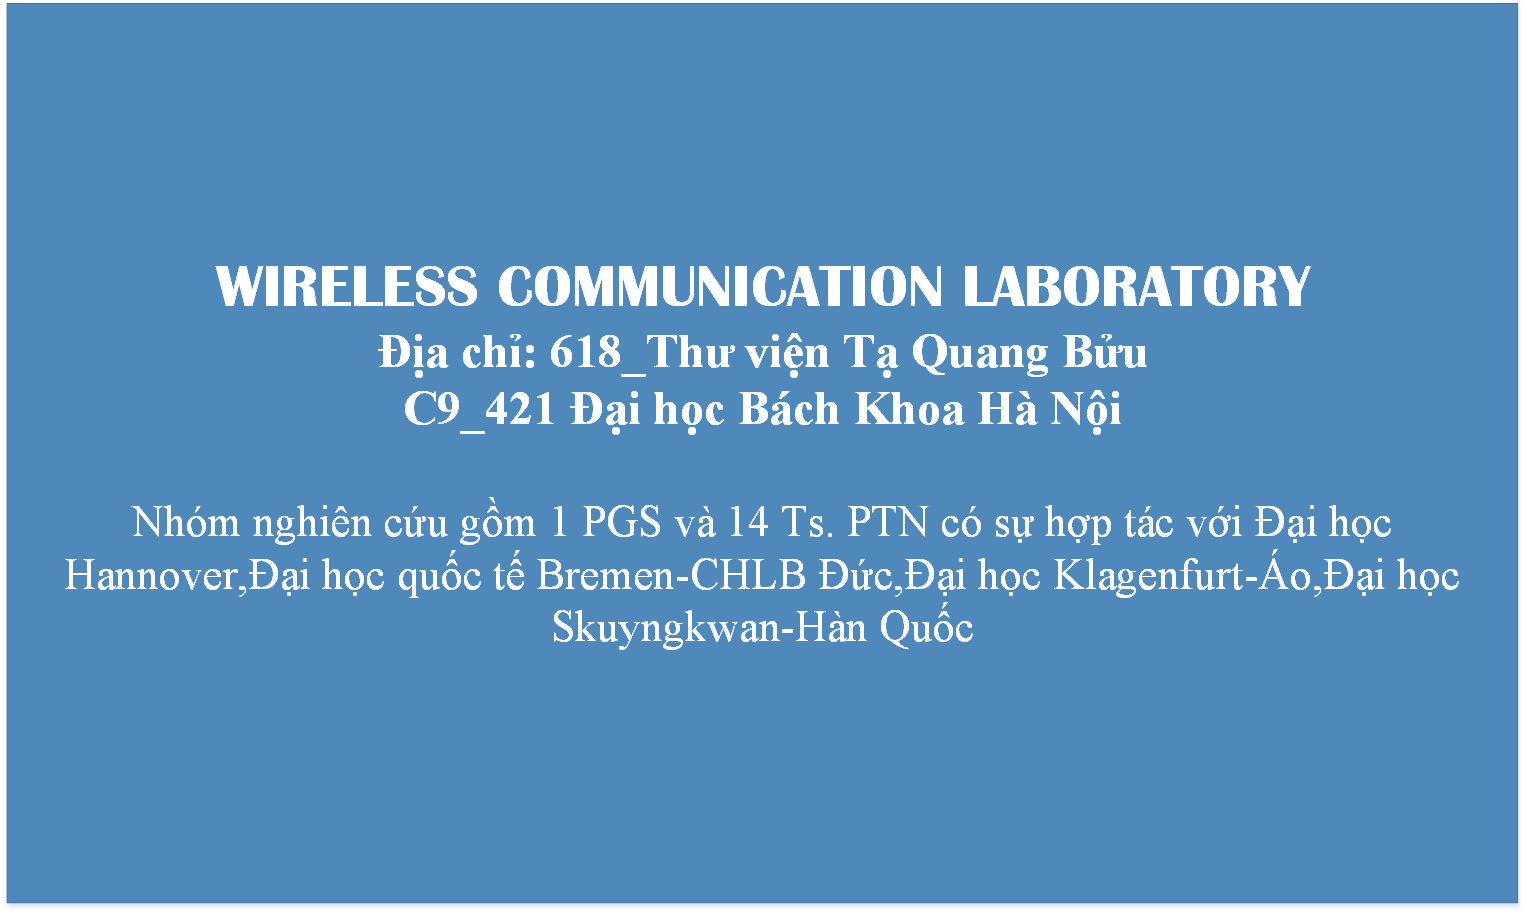 WIRELESS COMMUNICATION LABORATORY
Địa chỉ: 618_Thư viện Tạ Quang Bửu
C9_421 Đại học Bách Khoa Hà Nội
Nhóm nghiên cứu gồm 1 PGS và 14 Ts. PTN có sự hợp tác với Đại học
Hannover,Đại học quốc tế Bremen-CHLB Đức,Đại học Klagenfurt-Áo,Đại học
Skuyngkwan-Hàn Quốc